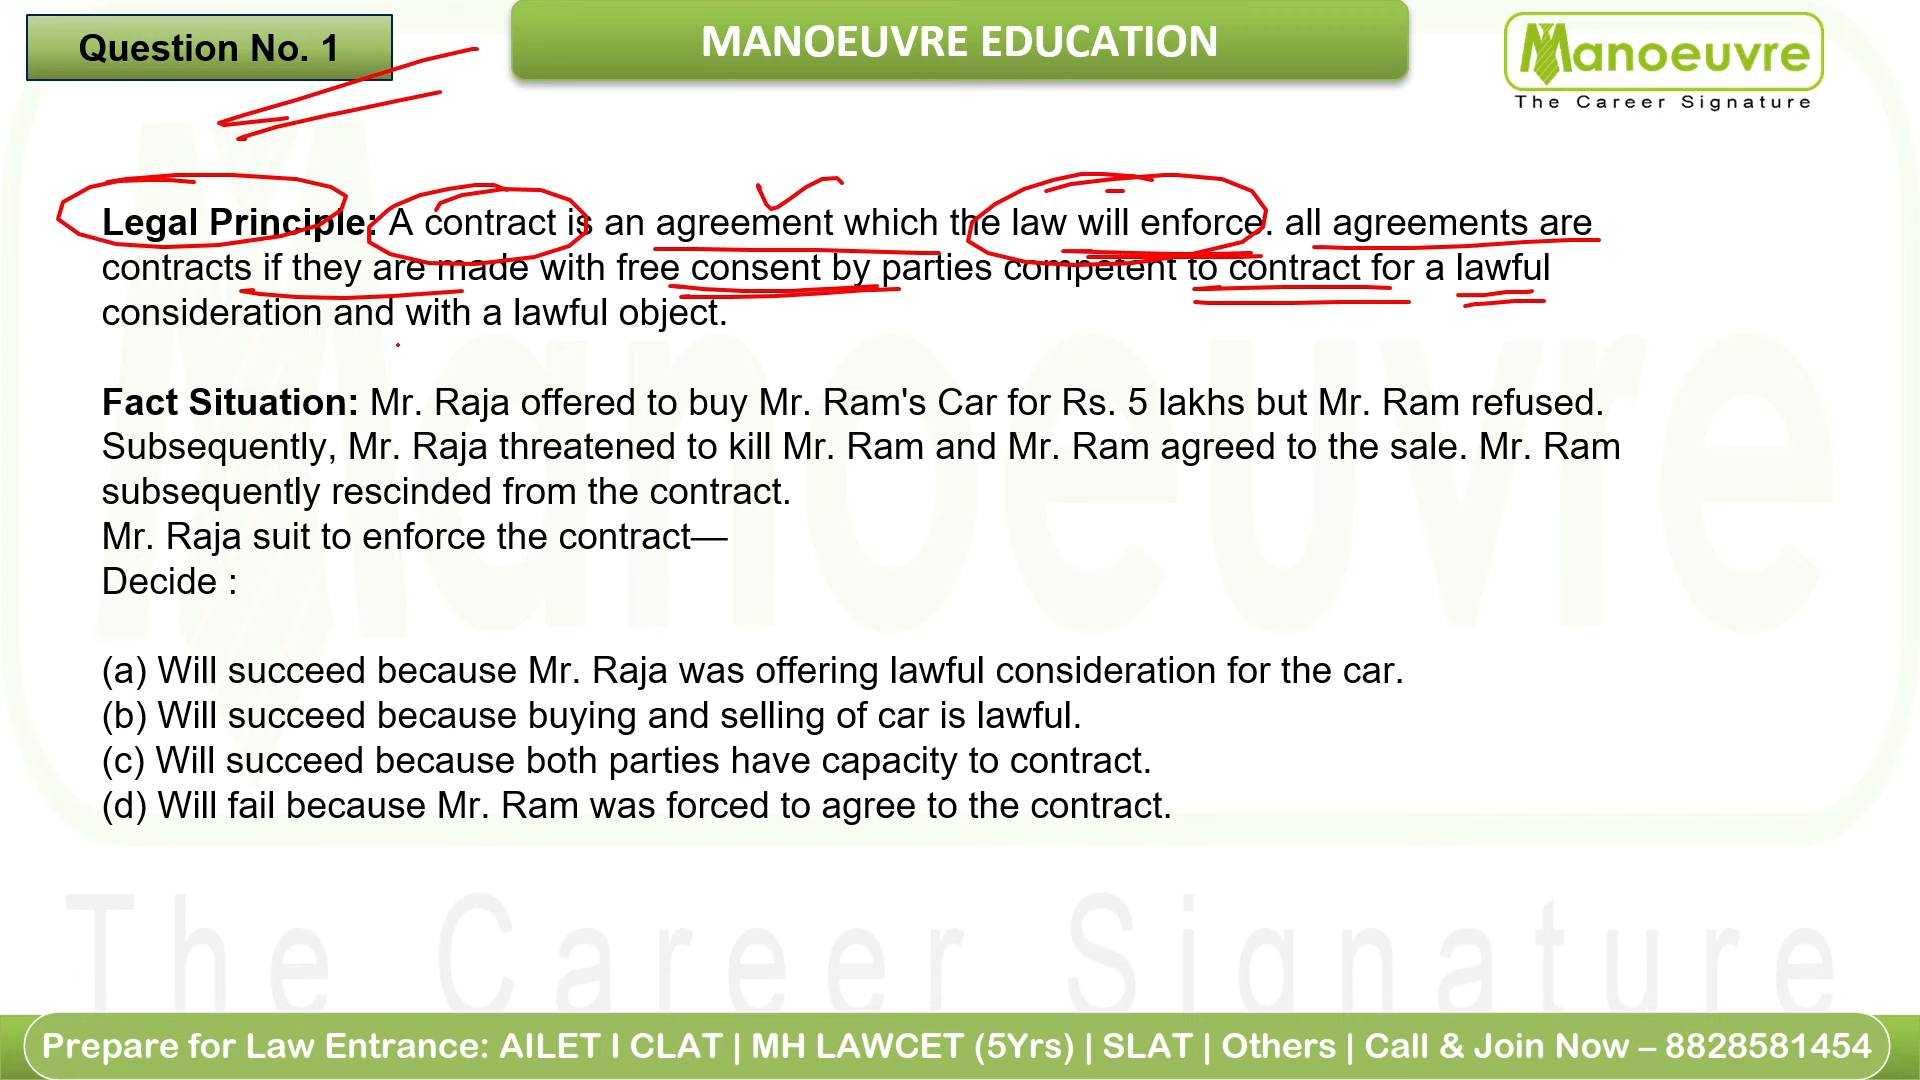 Question No. 1
MANOEUVRE EDUCATION
Manoeuvre
The Career Signature
Legal Principle: A contract is an agreement which the law will enforce. all agreements are
contracts if they are made with free consent by parties competent to contract for a lawful
consideration and with a lawful object.
Fact Situation: Mr. Raja offered to buy Mr. Ram's Car for Rs. 5 lakhs but Mr. Ram refused.
Subsequently, Mr. Raja threatened to kill Mr. Ram and Mr. Ram agreed to the sale. Mr. Ram
subsequently rescinded from the contract.
Mr. Raja suit to enforce the contract—
Decide :
(a) Will succeed because Mr. Raja was offering lawful consideration for the car.
(b) Will succeed because buying and selling of car is lawful.
(c) Will succeed because both parties have capacity to contract.
(d) Will fail because Mr. Ram was forced to agree to the contract.
Manoeuvre
The Career Signature
Prepare for Law Entrance: AILET I CLAT | MH LAWCET (5Yrs) | SLAT | Others | Call & Join Now – 8828581454